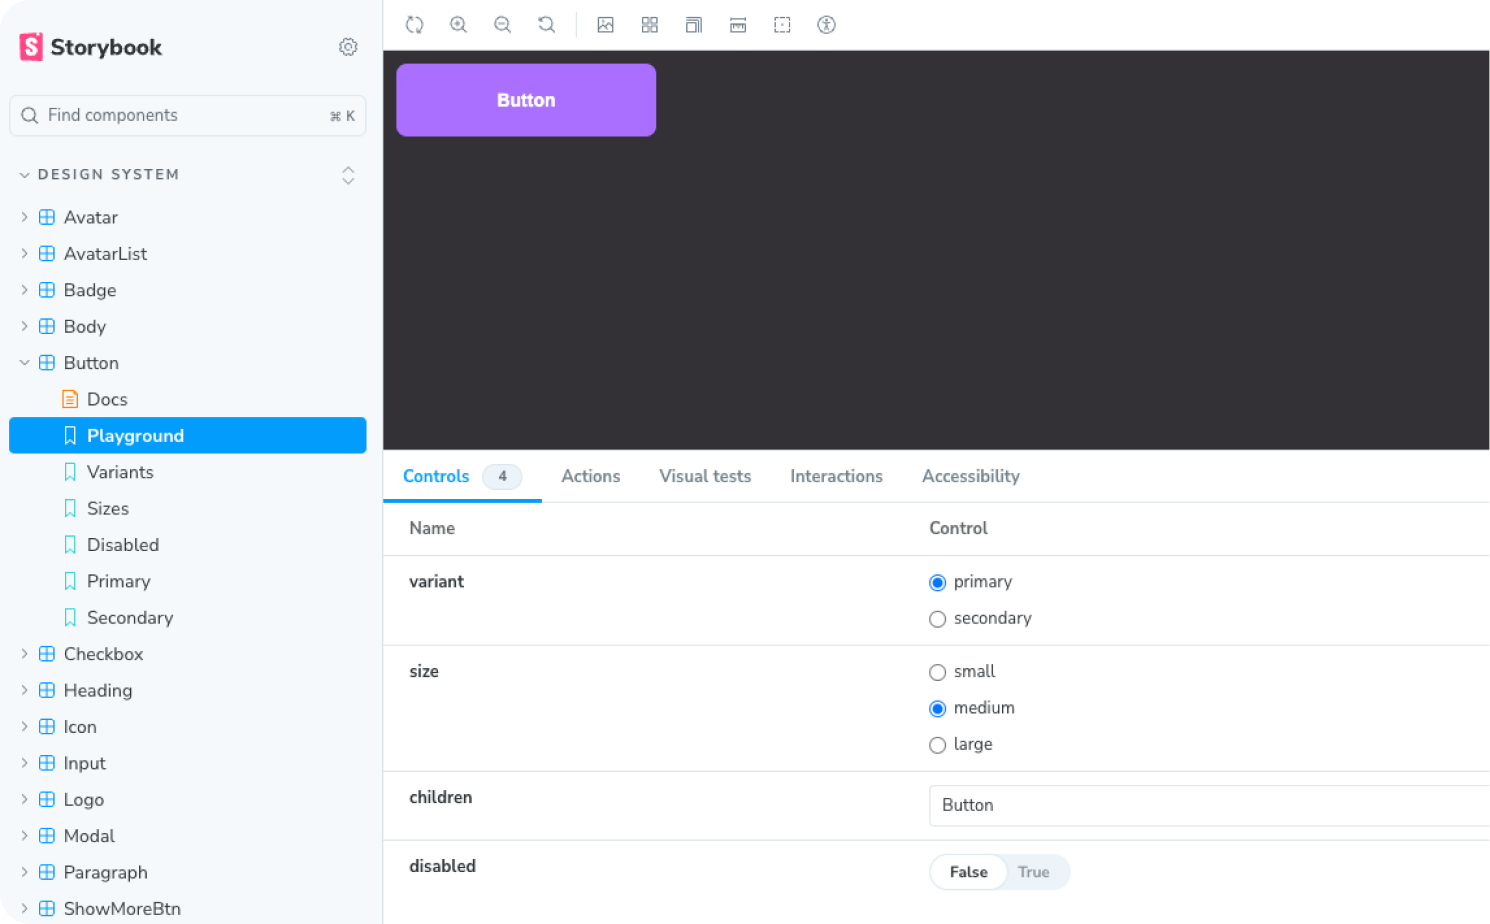 Storybook
Find components
⌘ K
DESIGN SYSTEM
Avatar
AvatarList
Badge
Body
Button
Docs
Playground
Variants
Sizes
Disabled
Primary
Secondary
Checkbox
Heading
Icon
Input
Logo
Modal
Paragraph
ShowMoreBtn
Button
Controls 4 Actions Visual tests Interactions Accessibility
Name Control
variant
primary
secondary
size
small
medium
large
children
Button
disabled
False True